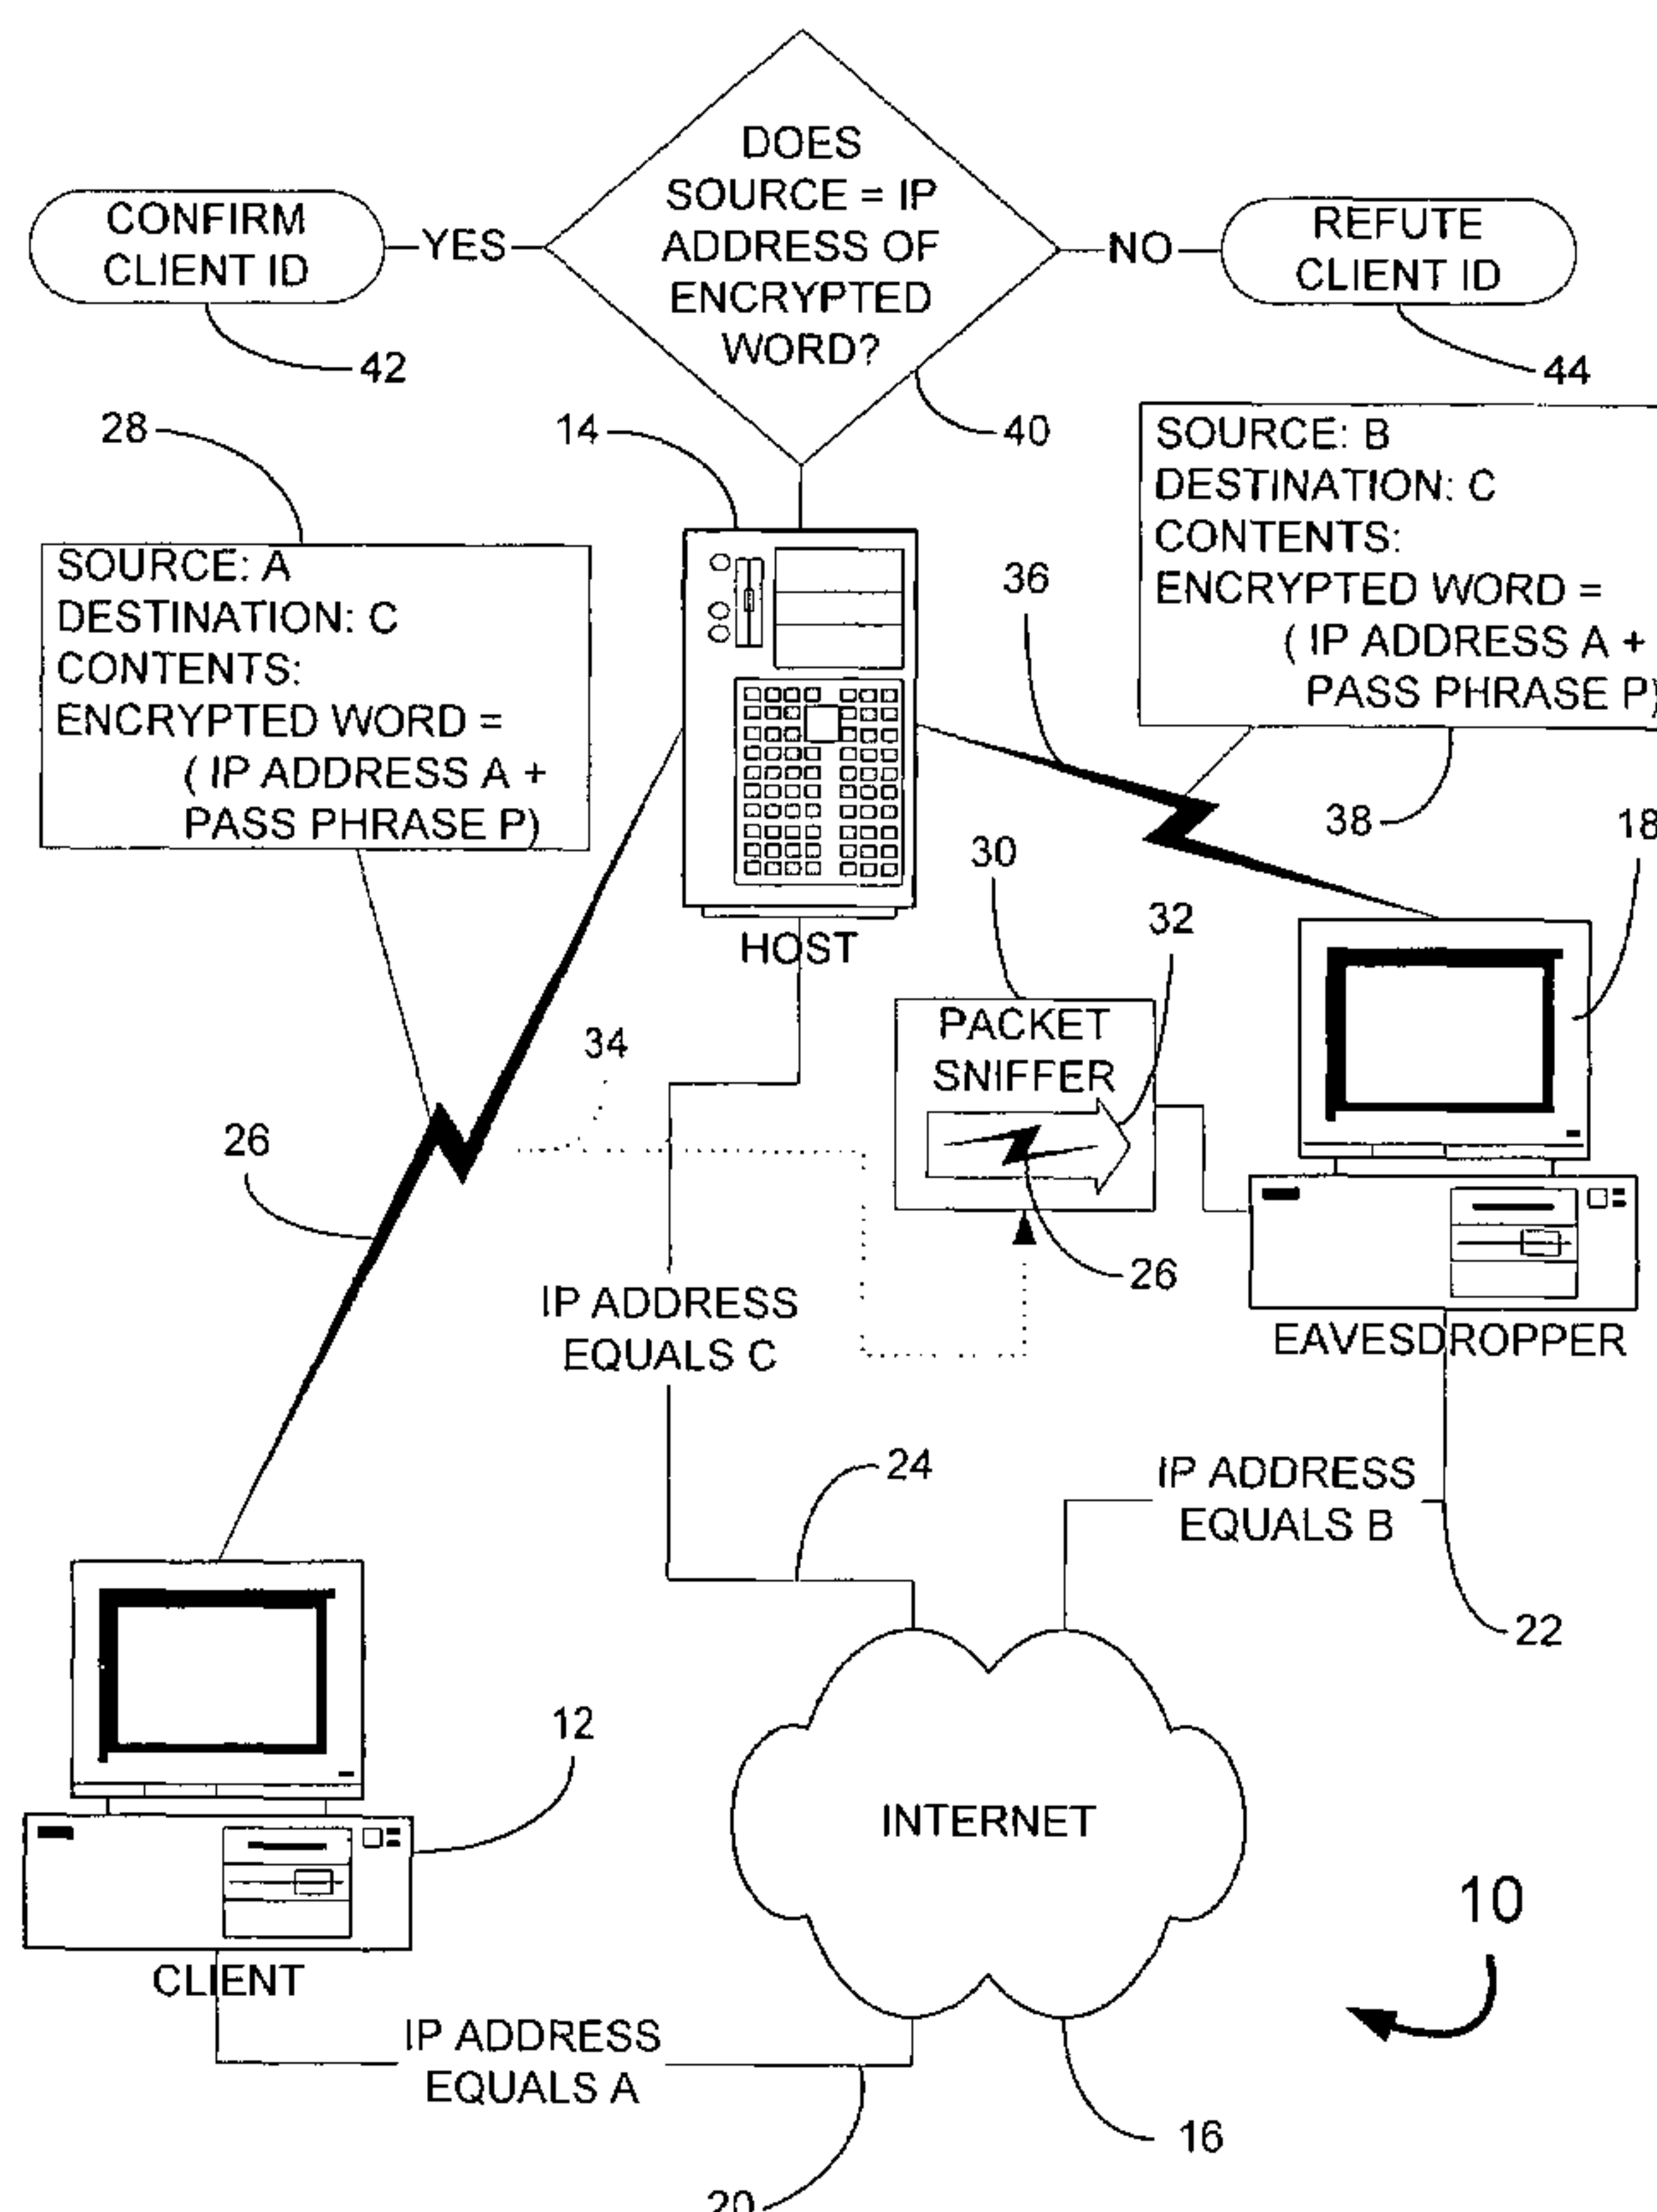 DOES
SOURCE = IP
ADDRESS OF
ENCRYPTED
WORD?
CONFIRM
CLIENT ID
YES
NO
REFUTE
CLIENT ID
42
44
40
28
14
SOURCE: B
DESTINATION: C
CONTENTS:
ENCRYPTED WORD =
( IP ADDRESS A +
PASS PHRASE P)
SOURCE: A
DESTINATION: C
CONTENTS:
ENCRYPTED WORD =
( IP ADDRESS A +
PASS PHRASE P)
36
38
18
30
32
HOST
PACKET
SNIFFER
34
26
26
IP ADDRESS
EQUALS C
EAVESDROPPER
24
IP ADDRESS
EQUALS B
22
12
INTERNET
10
CLIENT
IP ADDRESS
EQUALS A
16
20